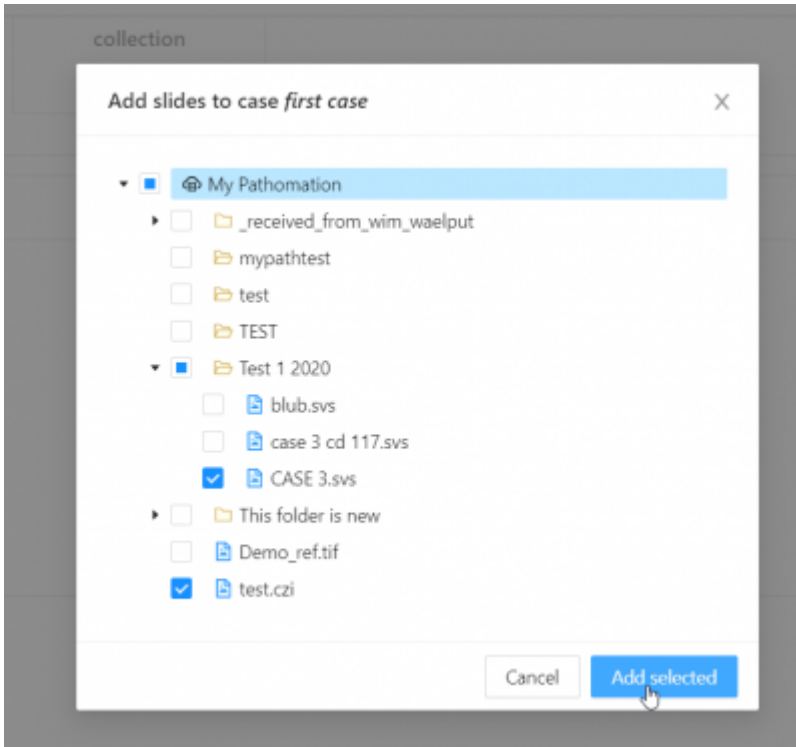 collection
Add slides to case first case
My Pathomation
_received_from_wim_waelput
mypathtest
test
TEST
Test 1 2020
blub.svs
case 3 cd 117.svs
CASE 3.svs
This folder is new
Demo_ref.tif
test.czi
Cancel
Add selected